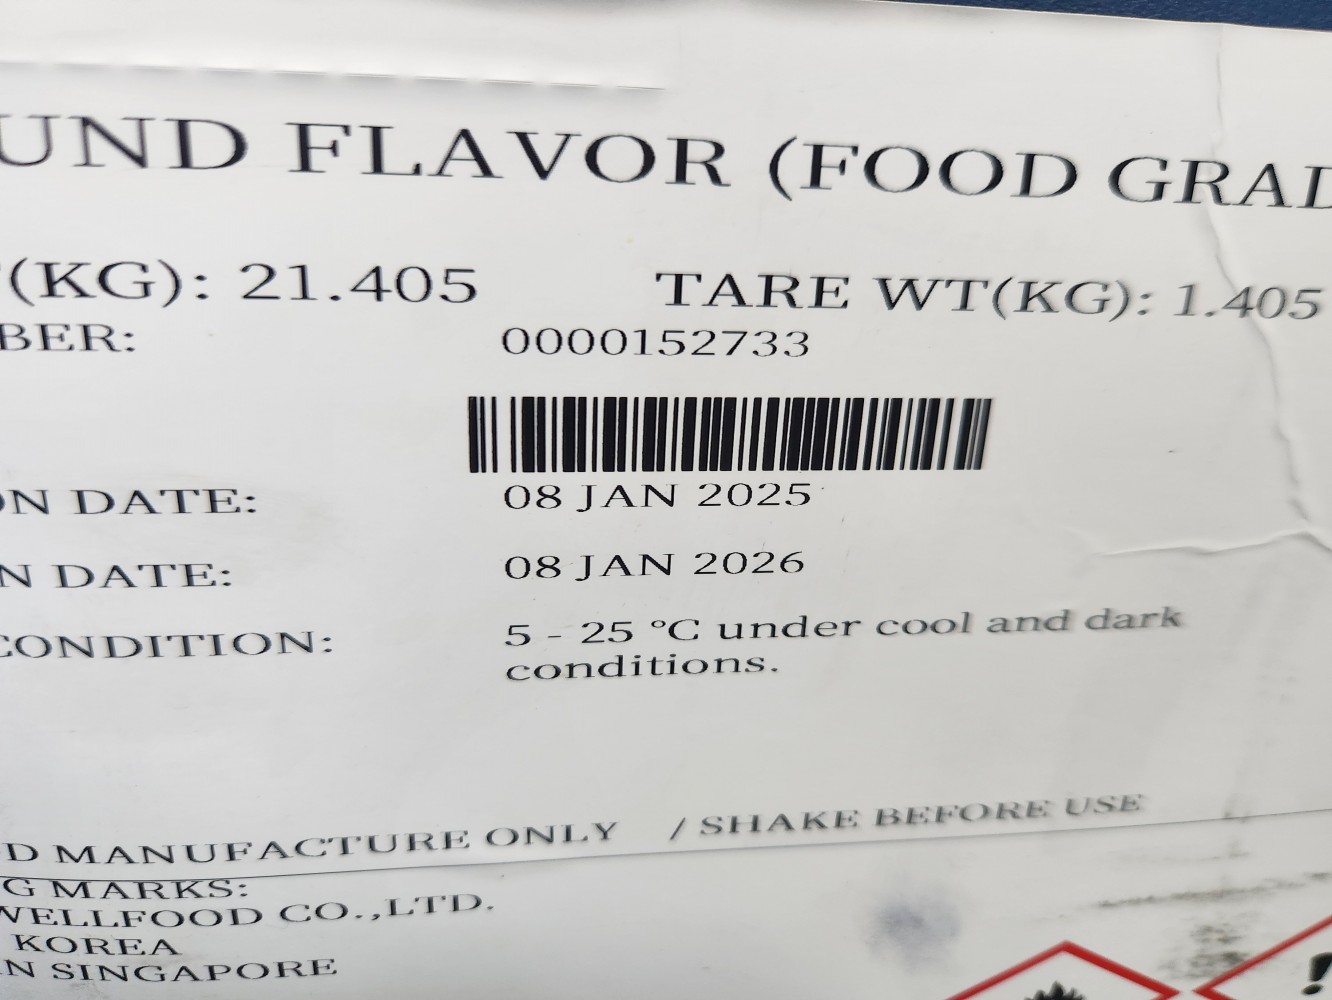 UND FLAVOR (FOOD GRAD
(KG): 21.405 TARE WT(KG): 1.405
BER: 0000152733
ON DATE: 08 JAN 2025
N DATE: 08 JAN 2026
CONDITION: 5 - 25 °C under cool and dark
conditions.
D MANUFACTURE ONLY / SHAKE BEFORE USE
G MARKS:
WELLFOOD CO.,LTD.
KOREA
N SINGAPORE